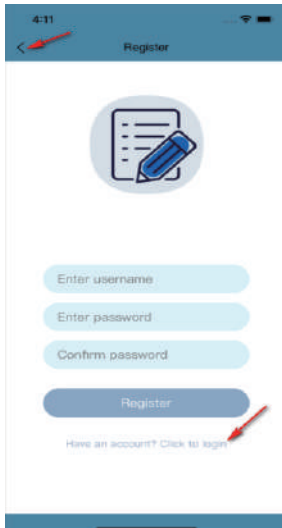 4:11
Register
Enter username
Enter password
Confirm password
Register
Have an account? Click to login